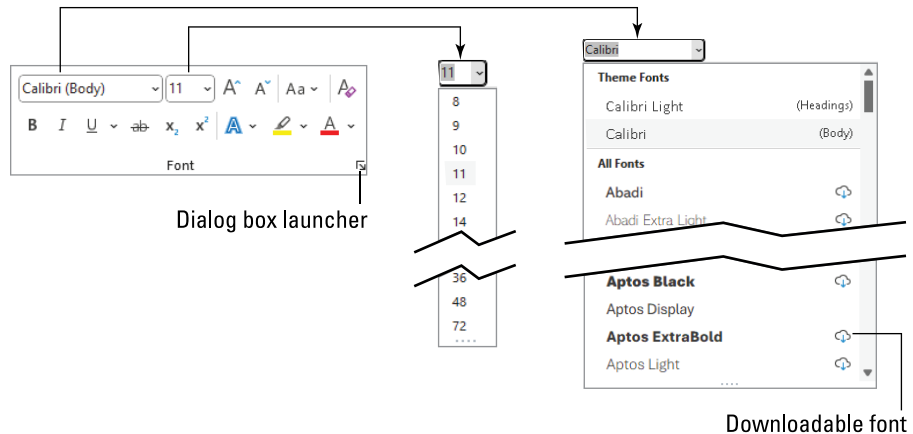 Calibri (Body)
11
A^
Aˇ
Aa
A
B I U ab x₂ x² A A
Font
Dialog box launcher
11
8
9
10
11
12
14
36
48
72
Calibri
Theme Fonts
Calibri Light (Headings)
Calibri (Body)
All Fonts
Abadi
Abadi Extra Light
Aptos Black
Aptos Display
Aptos ExtraBold
Aptos Light
Downloadable font